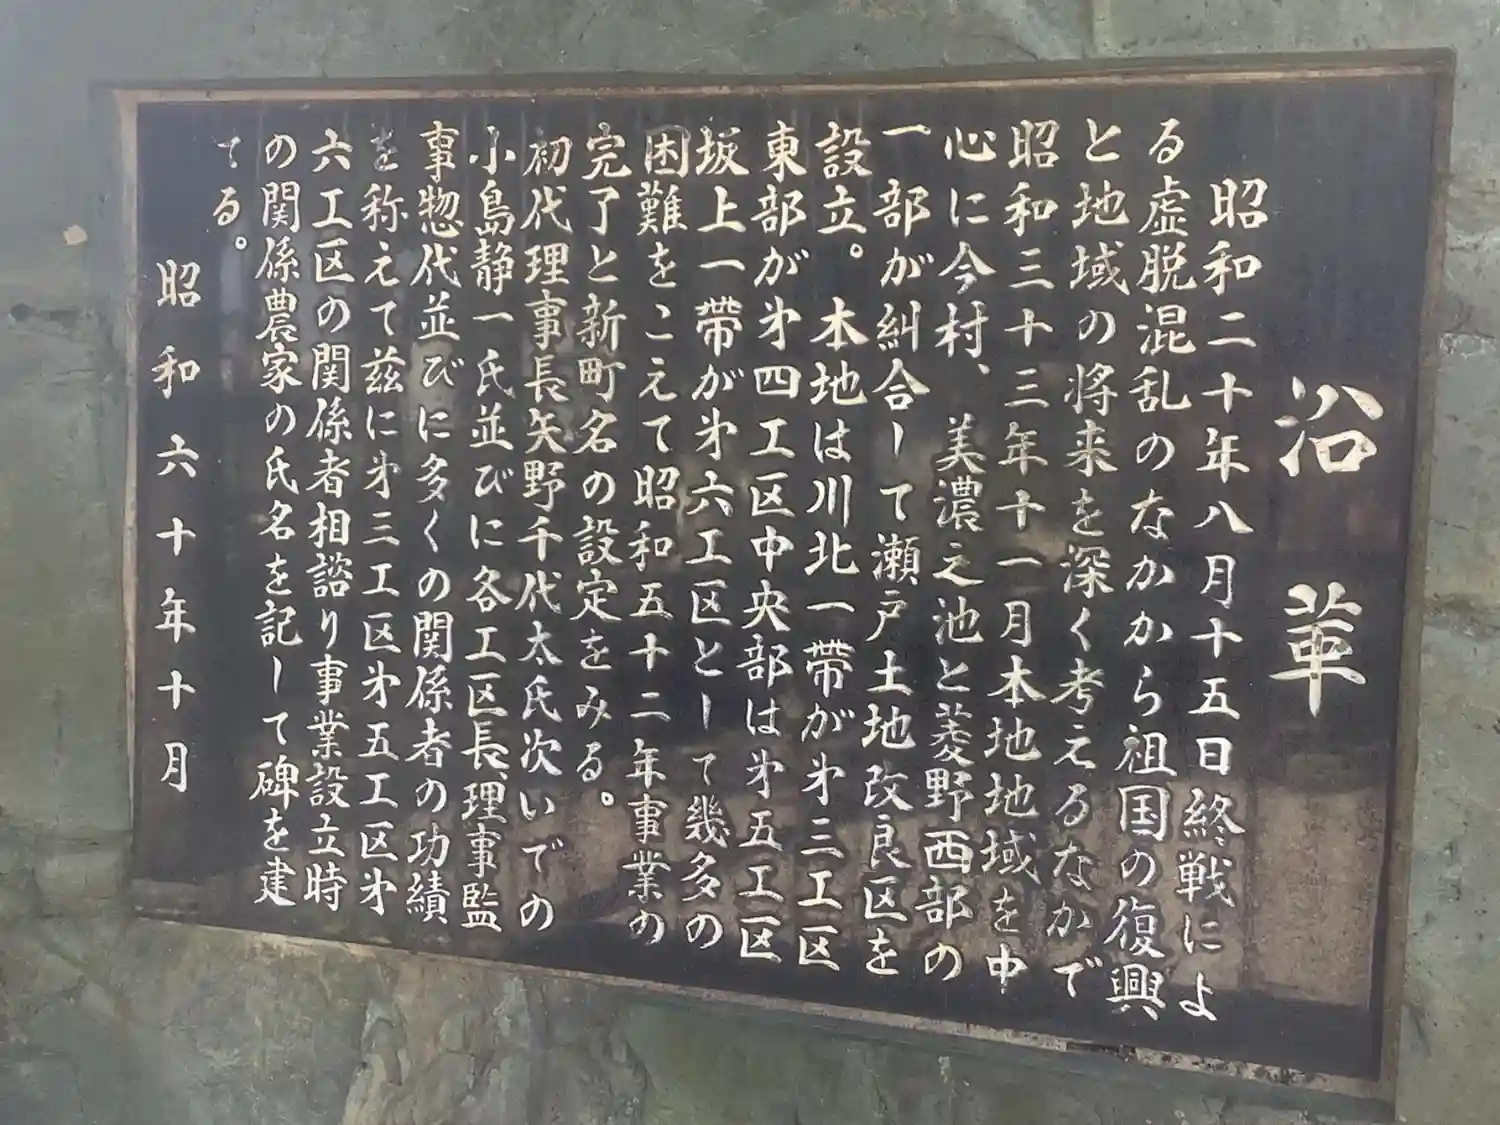 沿革
昭和二十年八月十五日終戦によ
る虚脱混乱のなかから祖国の復興
と地域の将来を深く考えるなかで
昭和三十三年十一月本地地域を中
心に今村、美濃之池と菱野西部の
一部が糾合して瀬戸土地改良区を
設立。本地は川北一帯が㐧三工区
東部が㐧四工区中央部は㐧五工区
坂上一帯が㐧六工区として幾多の
困難をこえて昭和五十二年事業の
完了と新町名の設定をみる。
初代理事長矢野千代太氏次いでの
小島静一氏並びに各工区長、理事監
事惣代並びに多くの関係者の功績
を称えて茲に㐧三工区㐧五工区㐧
六工区の関係者相諮り事業設立時
の関係農家の氏名を記して碑を建
てる。
昭和六十年十月